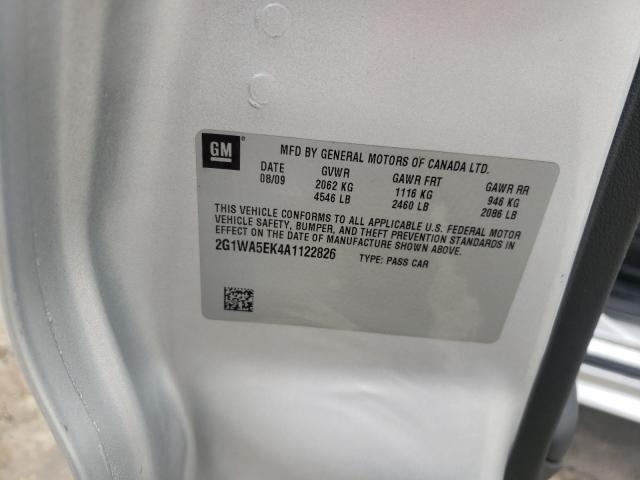 GM
MFD BY GENERAL MOTORS OF CANADA LTD.
DATE GVWR GAWR FRT GAWR RR
08/09 2062 KG 1116 KG 946 KG
4546 LB 2460 LB 2086 LB
THIS VEHICLE CONFORMS TO ALL APPLICABLE U.S. FEDERAL MOTOR
VEHICLE SAFETY, BUMPER, AND THEFT PREVENTION STANDARDS IN
EFFECT ON THE DATE OF MANUFACTURE SHOWN ABOVE.
2G1WA5EK4A1122826 TYPE: PASS CAR